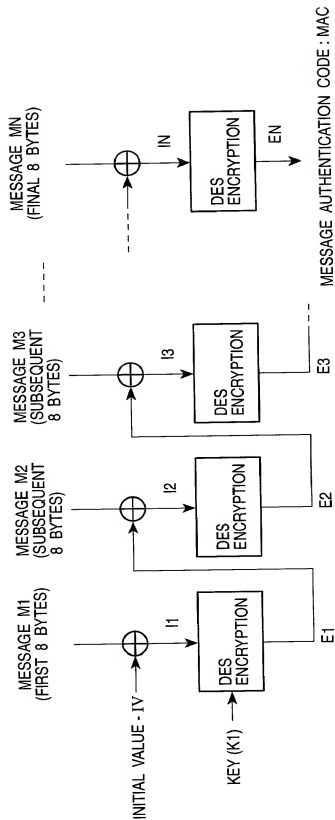 MESSAGE M1
(FIRST 8 BYTES)
MESSAGE M2
(SUBSEQUENT
8 BYTES)
MESSAGE M3
(SUBSEQUENT
8 BYTES)
MESSAGE MN
(FINAL 8 BYTES)
INITIAL VALUE - IV
I1
I2
I3
IN
KEY (K1)
DES
ENCRYPTION
DES
ENCRYPTION
DES
ENCRYPTION
DES
ENCRYPTION
E1
E2
E3
EN
MESSAGE AUTHENTICATION CODE : MAC